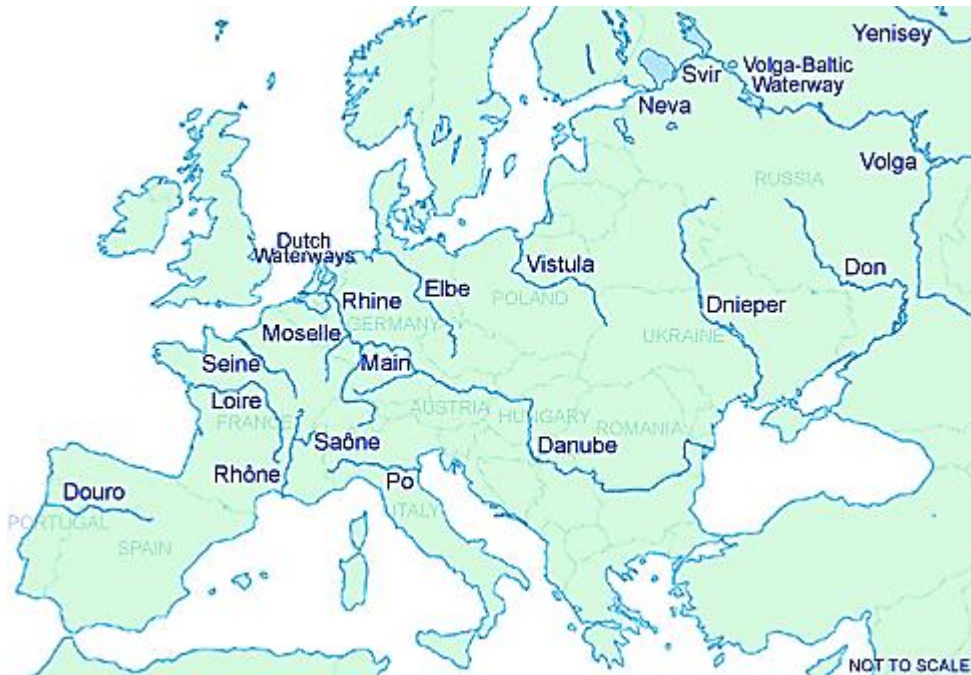 Yenisey
Svir
Volga-Baltic
Waterway
Neva
Volga
RUSSIA
Dutch
Waterways
Vistula
Don
Elbe
Rhine
POLAND
Dnieper
GERMANY
Moselle
UKRAINE
Seine
Main
Loire
AUSTRIA
HUNGARY
FRANCE
ROMANIA
Saône
Danube
Rhône
Po
Douro
ITALY
PORTUGAL
SPAIN
NOT TO SCALE